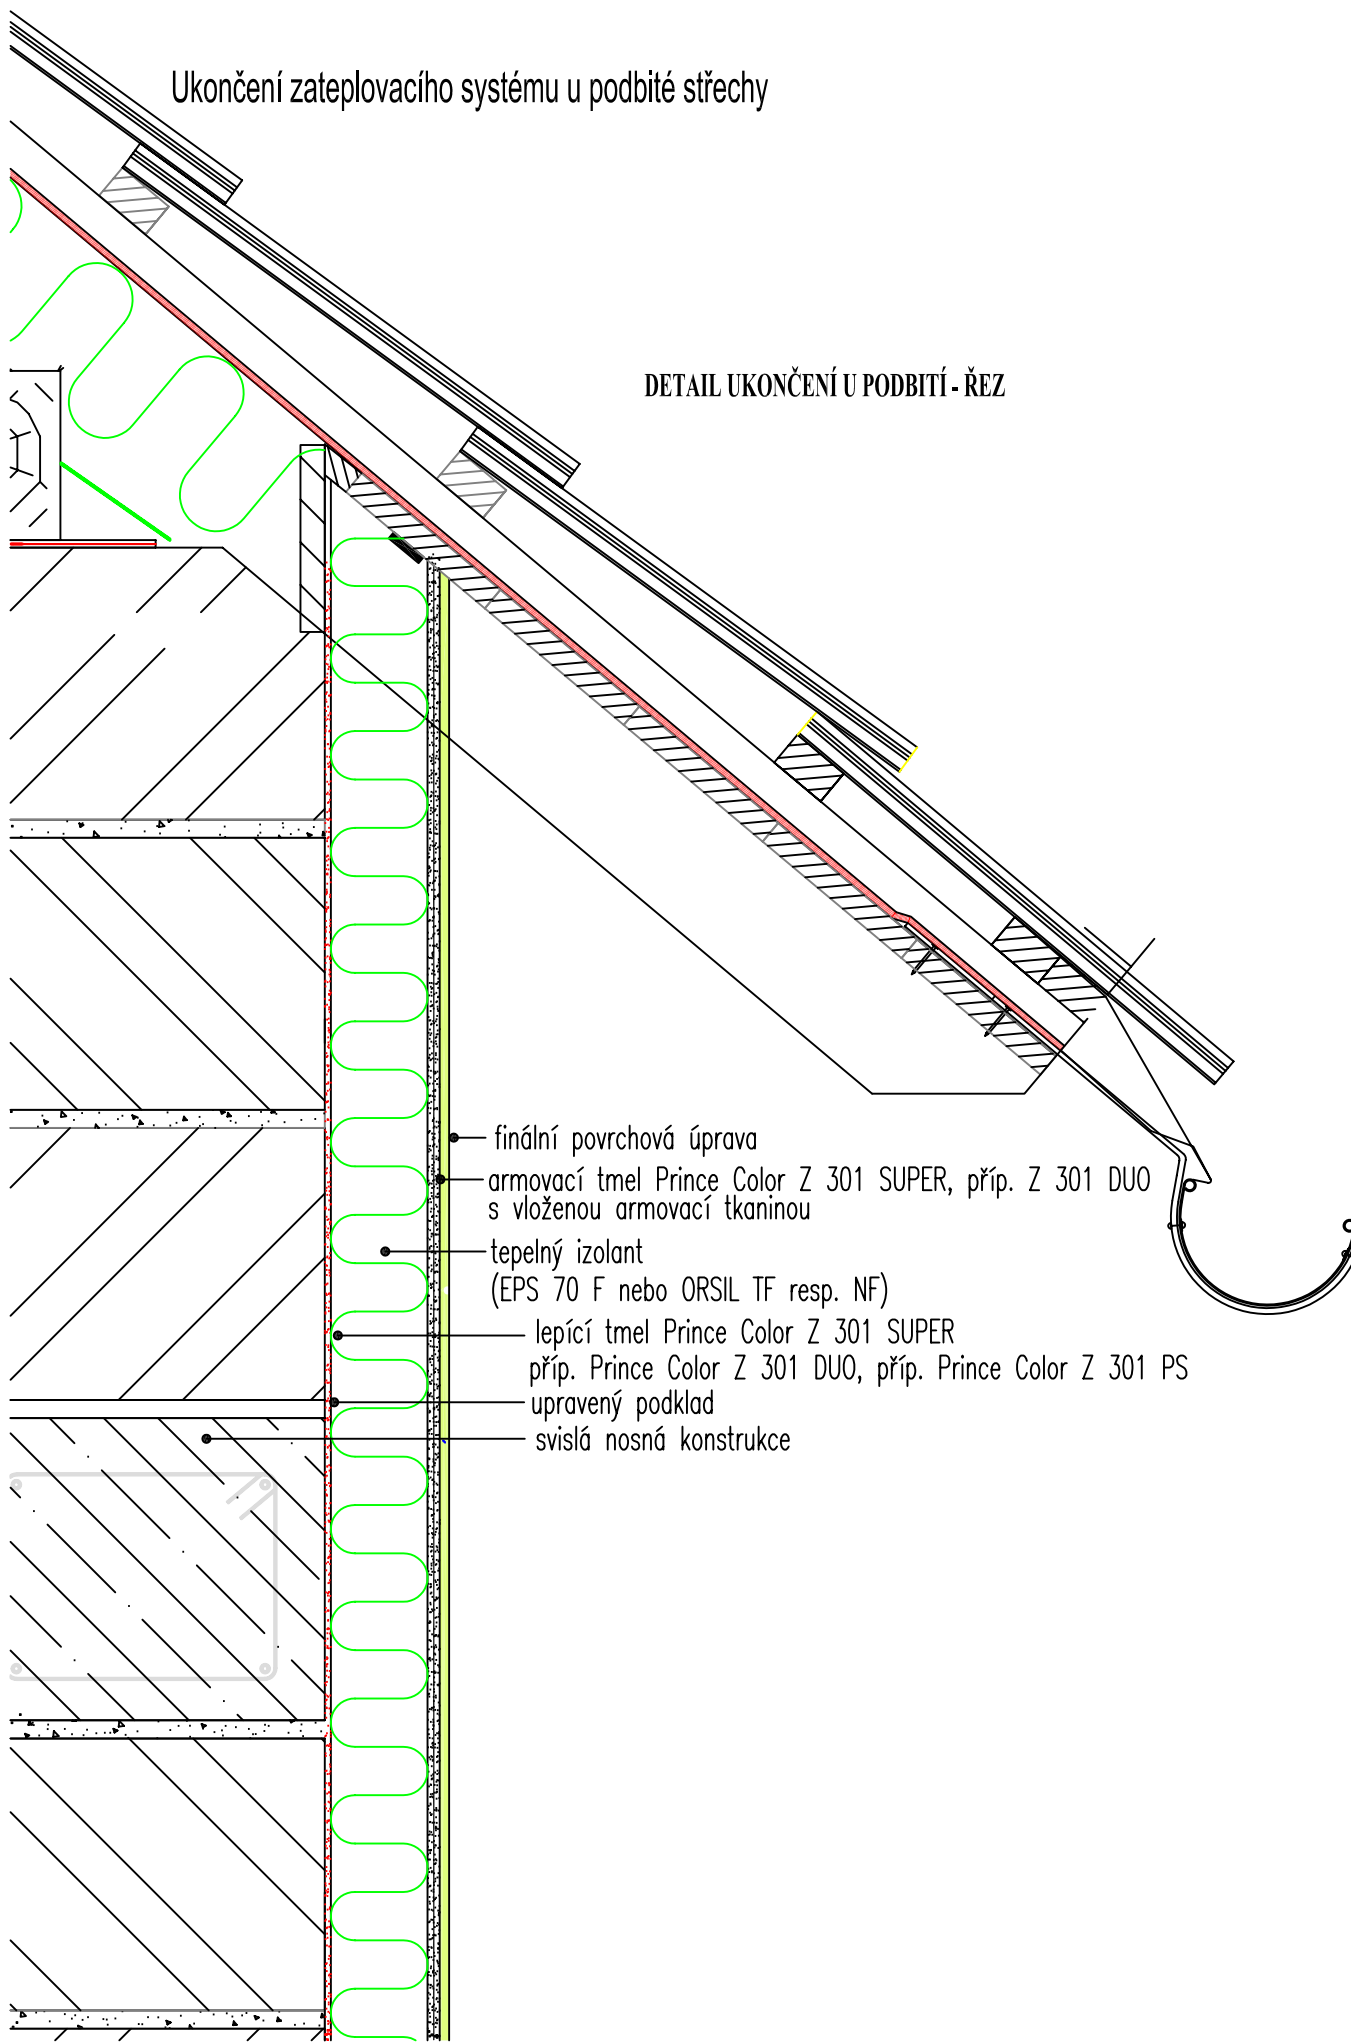 Ukončení zateplovacího systému u podbité střechy
DETAIL UKONČENÍ U PODBITÍ - ŘEZ
finální povrchová úprava
armovací tmel Prince Color Z 301 SUPER, příp. Z 301 DUO
s vloženou armovací tkaninou
tepelný izolant
(EPS 70 F nebo ORSIL TF resp. NF)
lepící tmel Prince Color Z 301 SUPER
příp. Prince Color Z 301 DUO, příp. Prince Color Z 301 PS
upravený podklad
svislá nosná konstrukce